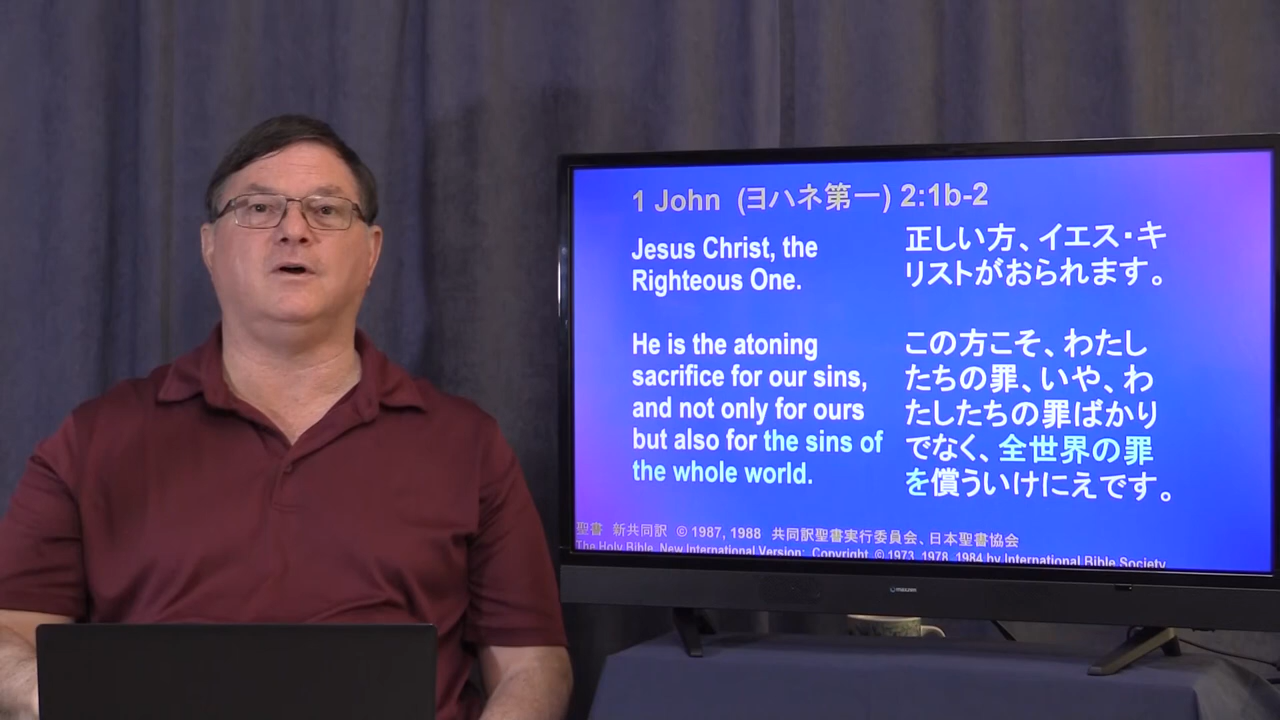 1 John (ヨハネ第一) 2:1b-2
Jesus Christ, the
Righteous One.
He is the atoning
sacrifice for our sins,
and not only for ours
but also for the sins of
the whole world.
正しい方、イエス・キ
リストがおられます。
この方こそ、わたし
たちの罪、いや、わ
たしたちの罪ばかり
でなく、全世界の罪
を償ういけにえです。
聖書 新共同訳 © 1987, 1988 共同訳聖書実行委員会、日本聖書協会
The Holy Bible, New International Version: Copyright © 1973, 1978, 1984 by International Bible Society
maxzen